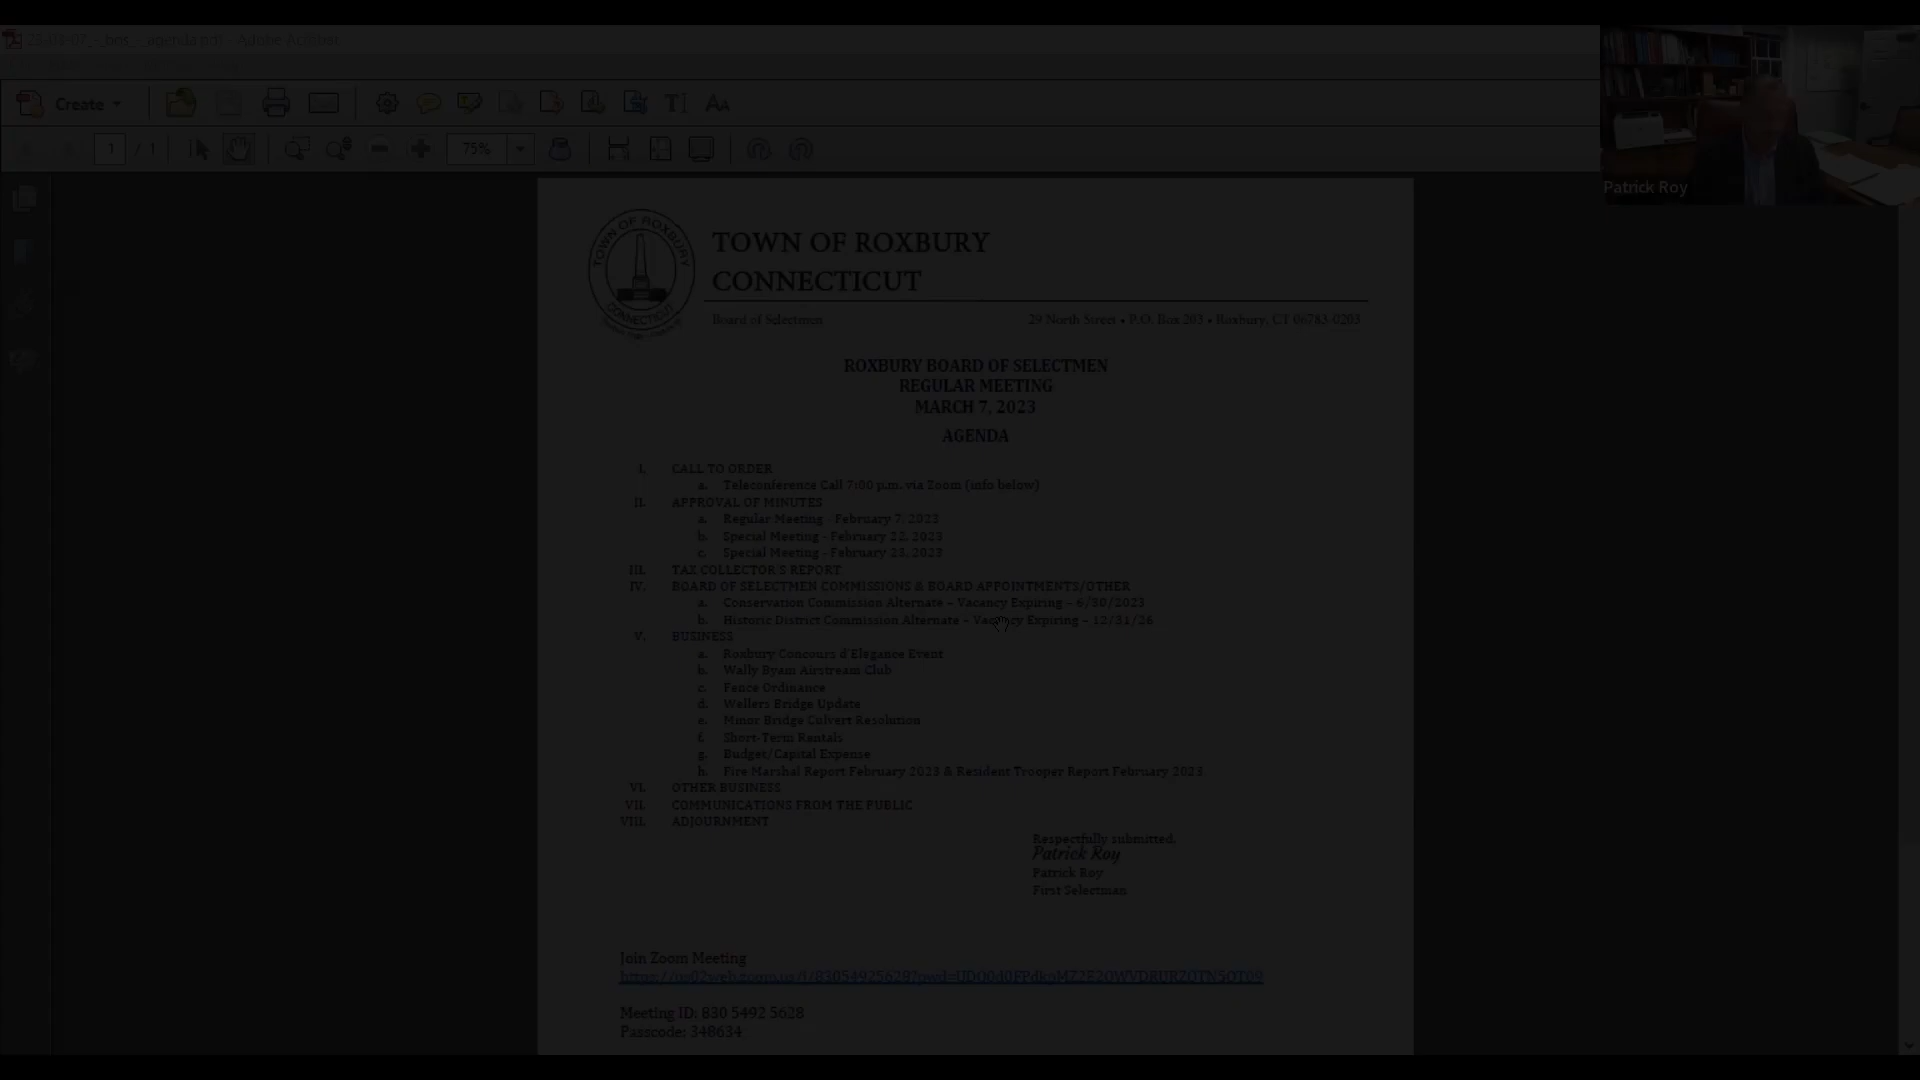 Create
1 / 1
75%
Patrick Roy
TOWN OF ROXBURY
CONNECTICUT
TOWN OF ROXBURY
CONNECTICUT
Board of Selectmen
29 North Street • P.O. Box 203 • Roxbury, CT 06783-0203
ROXBURY BOARD OF SELECTMEN
REGULAR MEETING
MARCH 7, 2023
AGENDA
I. CALL TO ORDER
a. Teleconference Call 7:00 p.m. via Zoom (info below)
II. APPROVAL OF MINUTES
a. Regular Meeting - February 7, 2023
b. Special Meeting - February 22, 2023
c. Special Meeting - February 23, 2023
III. TAX COLLECTOR'S REPORT
IV. BOARD OF SELECTMEN COMMISSIONS & BOARD APPOINTMENTS/OTHER
a. Conservation Commission Alternate – Vacancy Expiring – 6/30/2023
b. Historic District Commission Alternate – Vacancy Expiring – 12/31/26
V. BUSINESS
a. Roxbury Concours d'Elegance Event
b. Wally Byam Airstream Club
c. Fence Ordinance
d. Wellers Bridge Update
e. Minor Bridge Culvert Resolution
f. Short-Term Rentals
g. Budget/Capital Expense
h. Fire Marshal Report February 2023 & Resident Trooper Report February 2023
VI. OTHER BUSINESS
VII. COMMUNICATIONS FROM THE PUBLIC
VIII. ADJOURNMENT
Respectfully submitted,
Patrick Roy
Patrick Roy
First Selectman
Join Zoom Meeting
Meeting ID: 830 5492 5628
Passcode: 348634